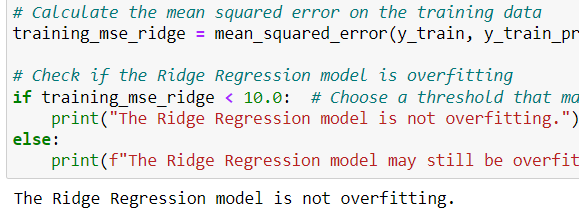 # Calculate the mean squared error on the training data
training_mse_ridge = mean_squared_error(y_train, y_train_pr
# Check if the Ridge Regression model is overfitting
if training_mse_ridge < 10.0:  # Choose a threshold that ma
    print("The Ridge Regression model is not overfitting.")
else:
    print(f"The Ridge Regression model may still be overfit
The Ridge Regression model is not overfitting.